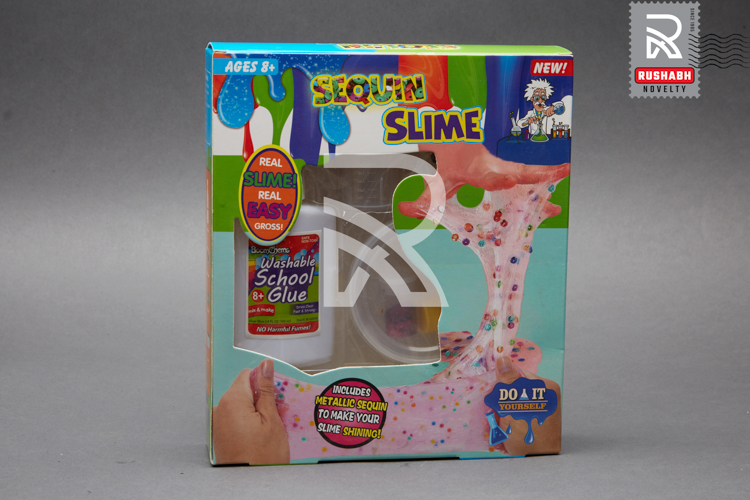 RUSHABH
NOVELTY
AGES 8+
NEW!
SEQUIN
SLIME
REAL
SLIME!
REAL
EASY
GROSS!
Washable
School
Glue
8+
NO Harmful Fumes!
INCLUDES
METALLIC SEQUIN
TO MAKE YOUR
SLIME SHINING!
DO IT
YOURSELF